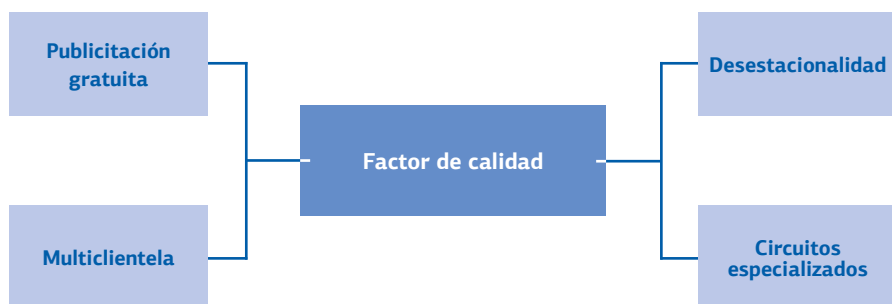 Publicitación
gratuita
Desestacionalidad
Factor de calidad
Multiclientela
Circuitos
especializados